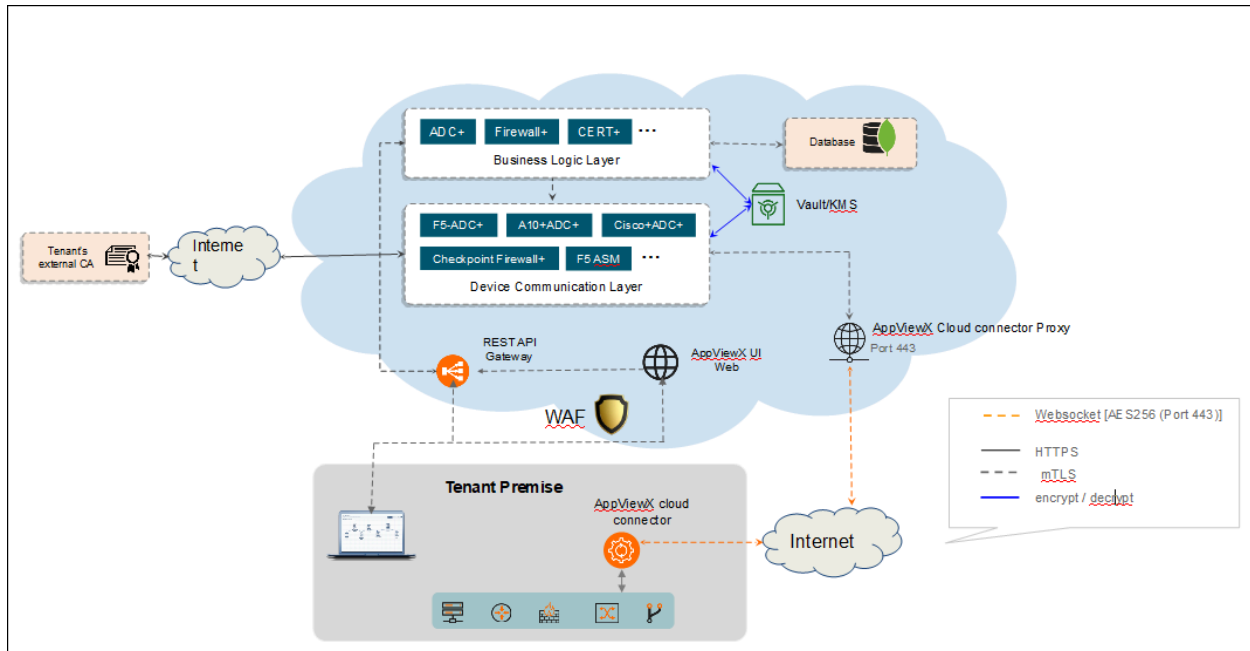 ADC+
Firewall+
CERT+
...
Business Logic Layer
Database
Vault/KMS
F5-ADC+
A10+ADC+
Cisco+ADC+
Checkpoint Firewall+
F5 ASM
...
Device Communication Layer
Tenant's
external CA
Interne
t
AppViewX Cloud connector Proxy
Port 443
REST API
Gateway
AppViewX UI
Web
WAF
Websocket [AES256 (Port 443)]
HTTPS
mTLS
encrypt / decrypt
Tenant Premise
AppViewX cloud
connector
Internet